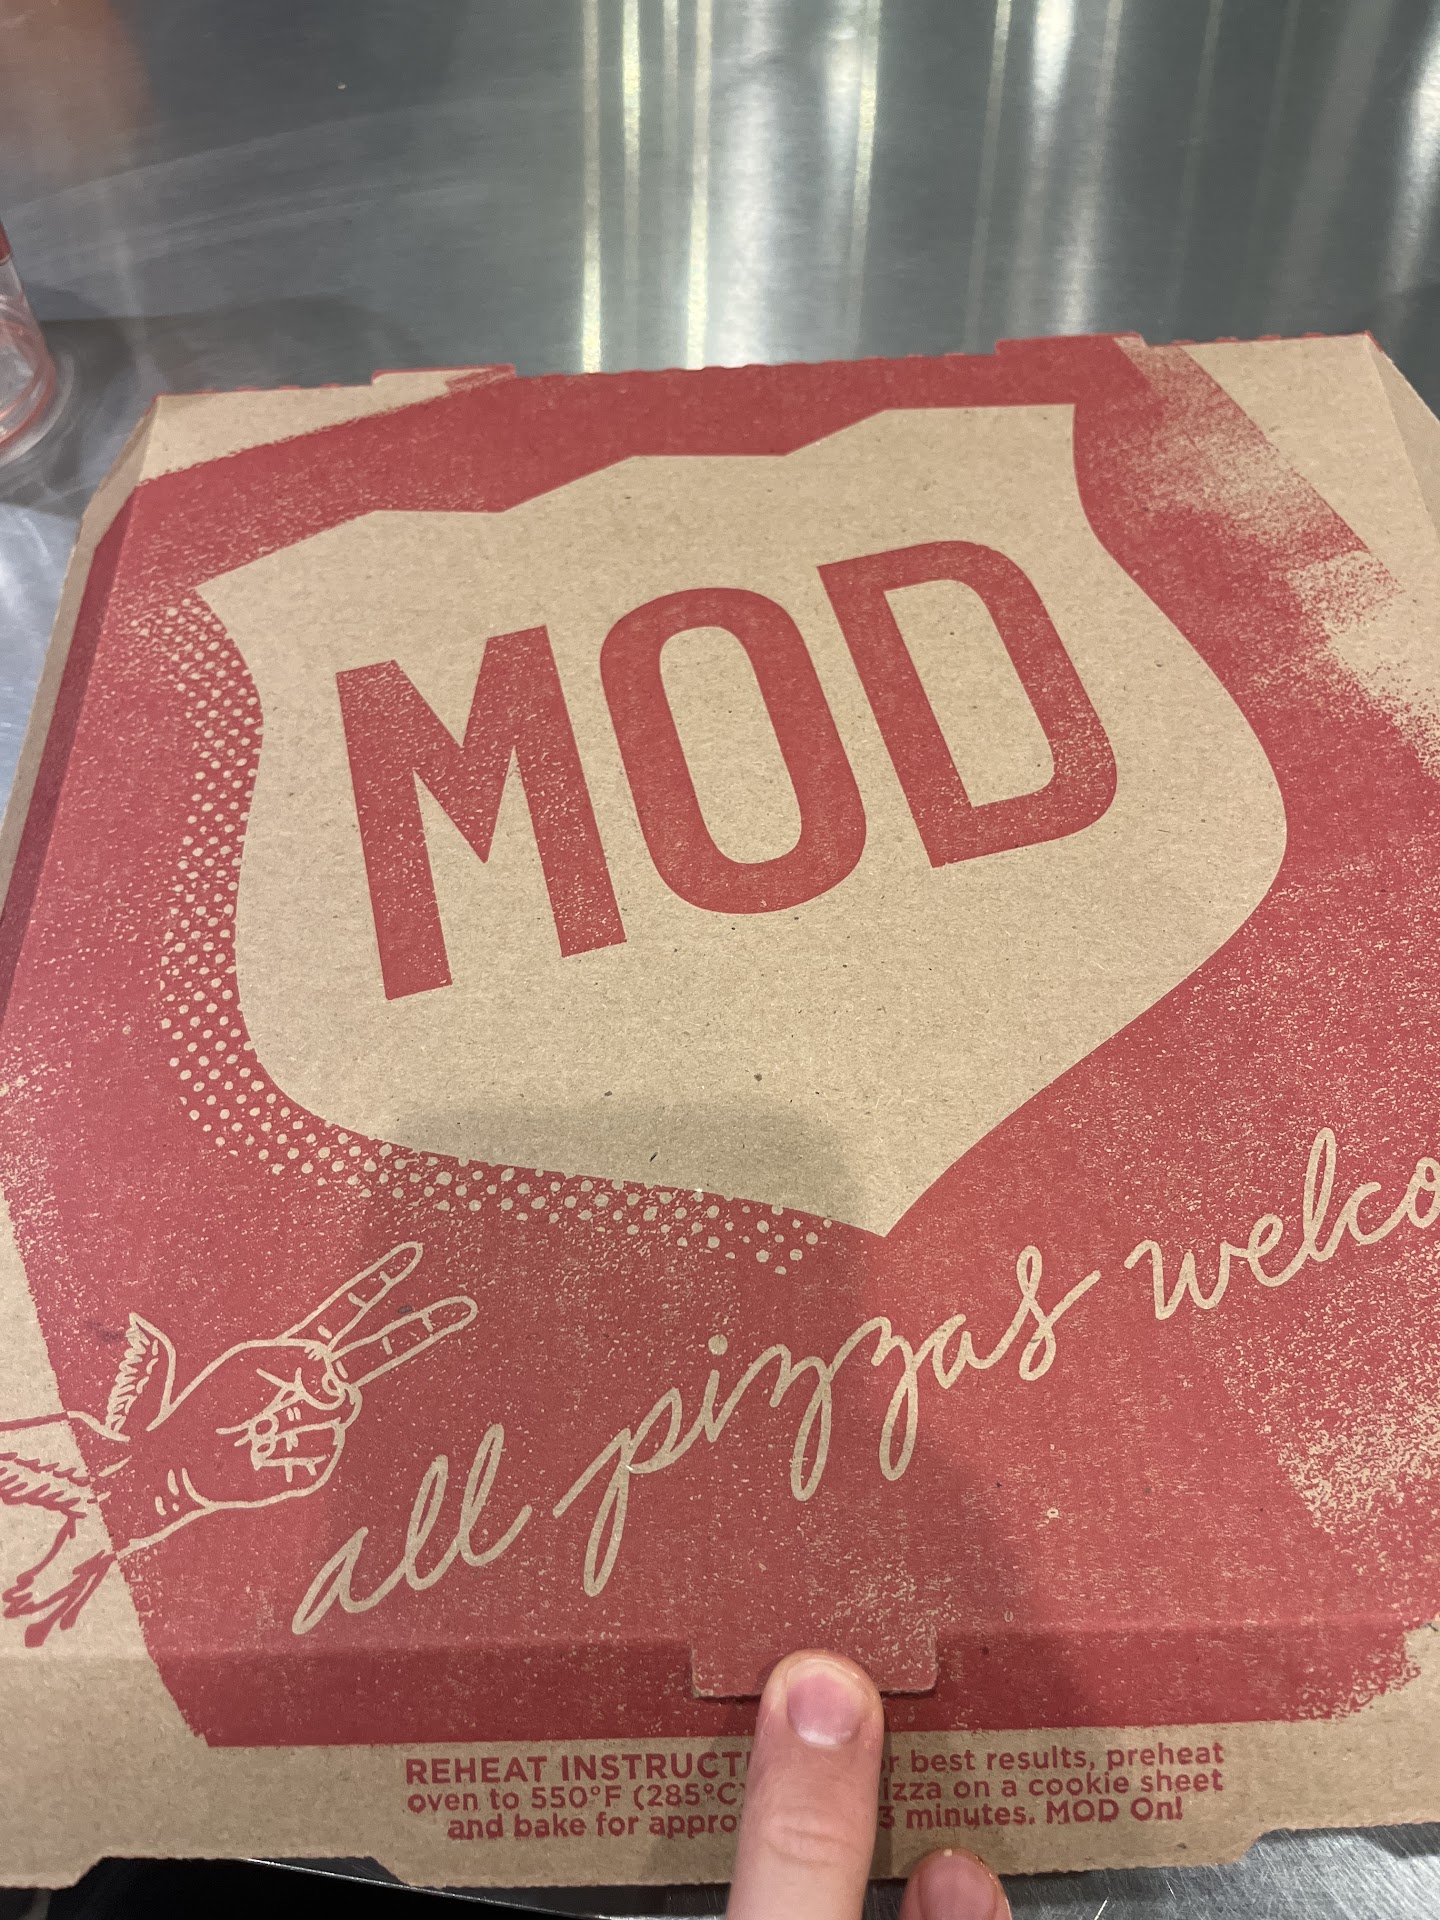 MOD
all pizzas welco
REHEAT INSTRUCTI r best results, preheat
oven to 550°F (285°C izza on a cookie sheet
and bake for appro 3 minutes. MOD On!